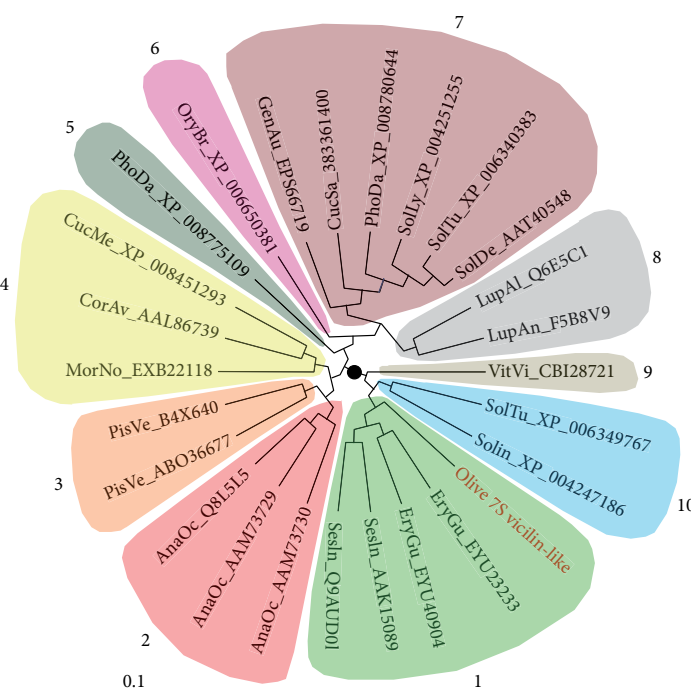 7
6
5
4
3
2
0.1
1
10
9
8
GenAu_EPS66719
CucSa_383361400
PhoDa_XP_008780644
SolLy_XP_004251255
SolTu_XP_006340383
SolDe_AAT40548
LupAl_Q6E5C1
LupAn_F5B8V9
VitVi_CBI28721
SolTu_XP_006349767
Solin_XP_004247186
Olive 7S vicilin-like
EryGu_EYU23233
EryGu_EYU40904
SesIn_AAK15089
SesIn_Q9AUD0I
AnaOc_AAM73730
AnaOc_AAM73729
AnaOc_Q8L5L5
PisVe_ABO36677
PisVe_B4X640
MorNo_EXB22118
CorAv_AAL86739
CucMe_XP_008451293
PhoDa_XP_008775109
OryBr_XP_006650381